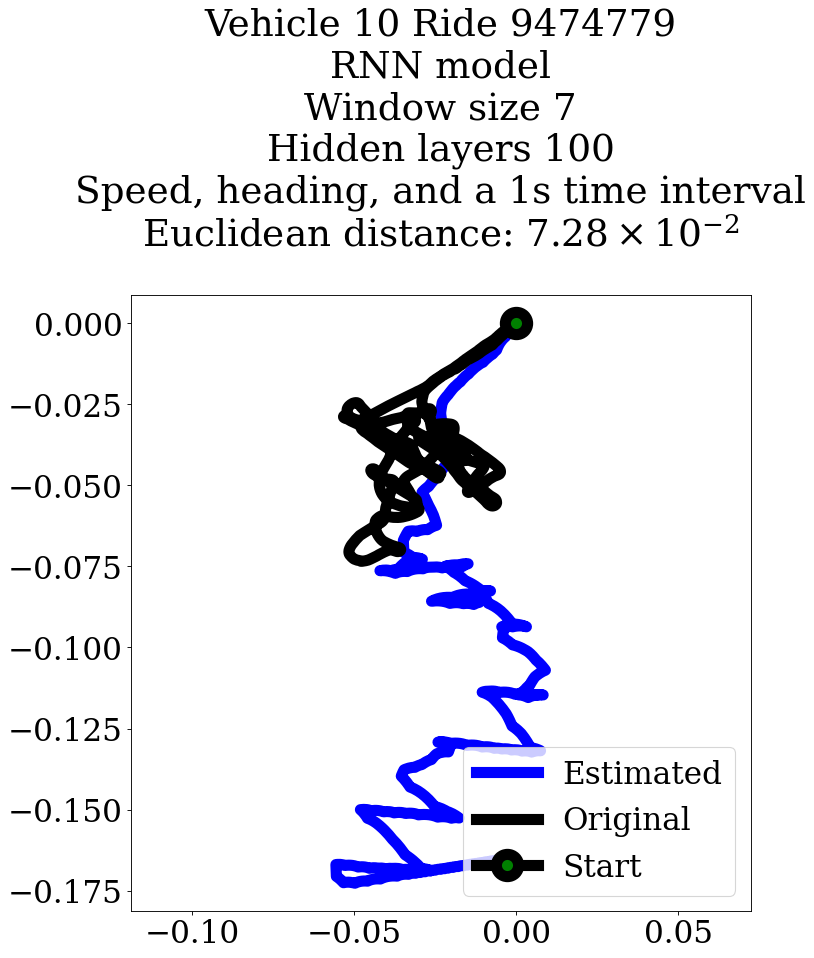 Vehicle 10 Ride 9474779
RNN model
Window size 7
Hidden layers 100
Speed, heading, and a 1s time interval
Euclidean distance: 7.28 × 10⁻²
0.000
−0.025
−0.050
−0.075
−0.100
−0.125
−0.150
−0.175
Estimated
Original
Start
−0.10
−0.05
0.00
0.05